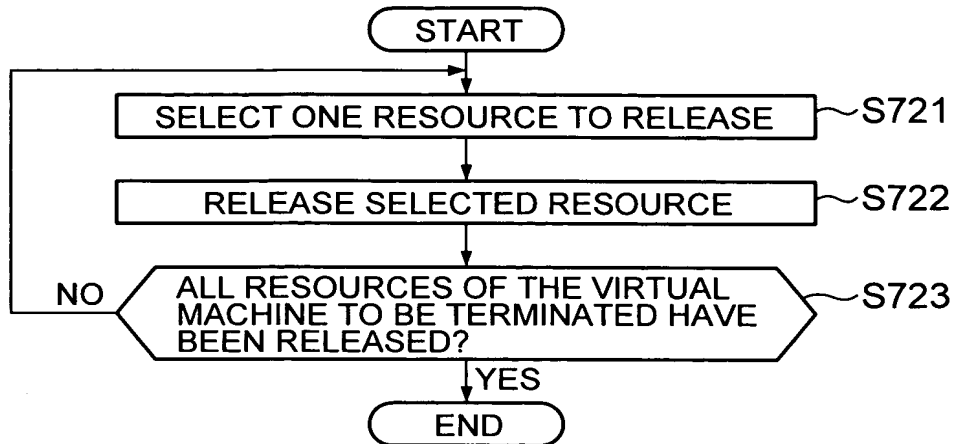 START
SELECT ONE RESOURCE TO RELEASE
S721
RELEASE SELECTED RESOURCE
S722
NO
ALL RESOURCES OF THE VIRTUAL
MACHINE TO BE TERMINATED HAVE
BEEN RELEASED?
S723
YES
END